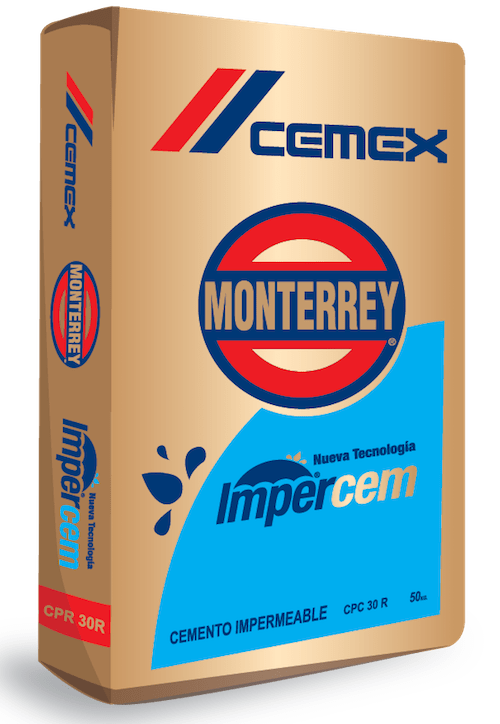 CEMEX
MONTERREY
®
Nueva Tecnología
Impercem
®
CEMENTO IMPERMEABLE CPC 30 R 50KG.
CEMEX
MONTERREY
Impercem
®
Nueva Tecnología
CPR 30R